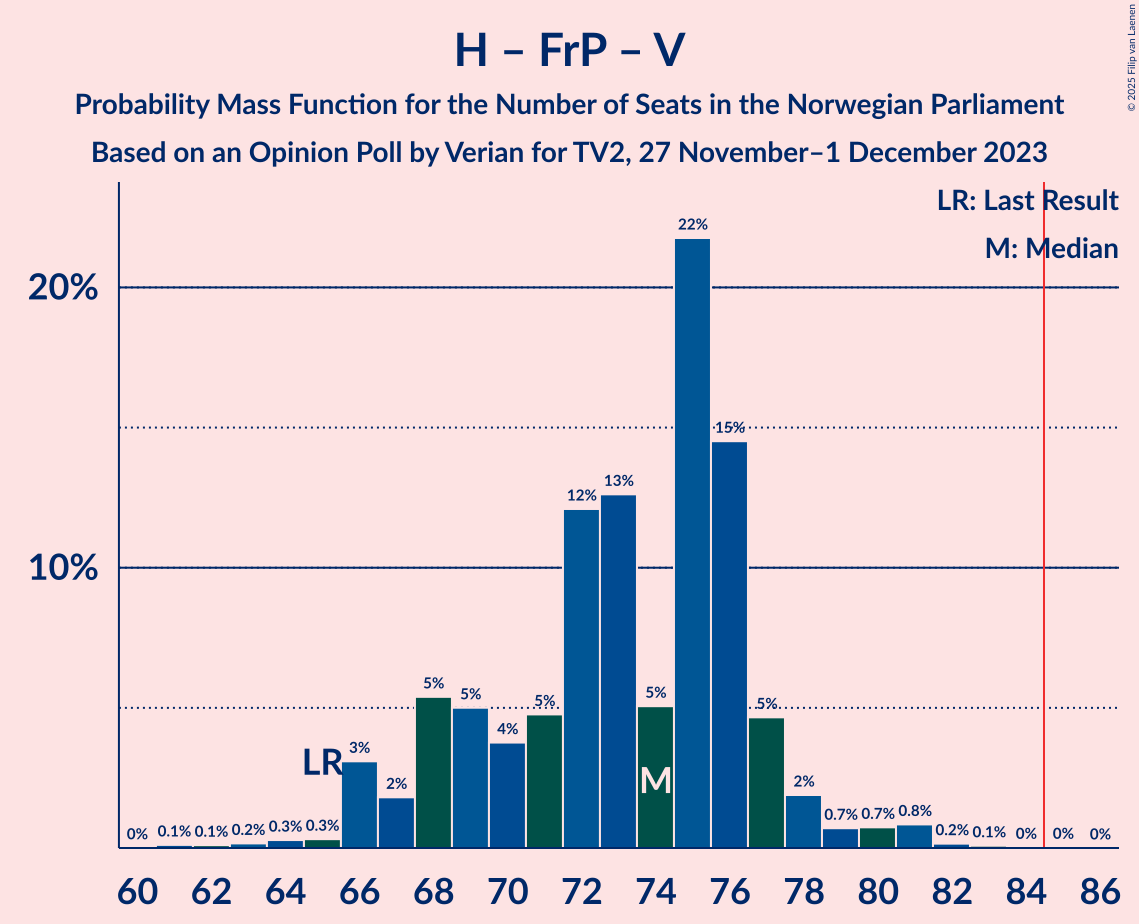 H – FrP – V
Probability Mass Function for the Number of Seats in the Norwegian Parliament
Based on an Opinion Poll by Verian for TV2, 27 November–1 December 2023
© 2025 Filip van Laenen
LR: Last Result
M: Median
20%
10%
0% 0.1% 0.1% 0.2% 0.3% 0.3% 3% 2% 5% 5% 4% 5% 12% 13% 5% 22% 15% 5% 2% 0.7% 0.7% 0.8% 0.2% 0.1% 0% 0% 0%
LR
M
60 62 64 66 68 70 72 74 76 78 80 82 84 86